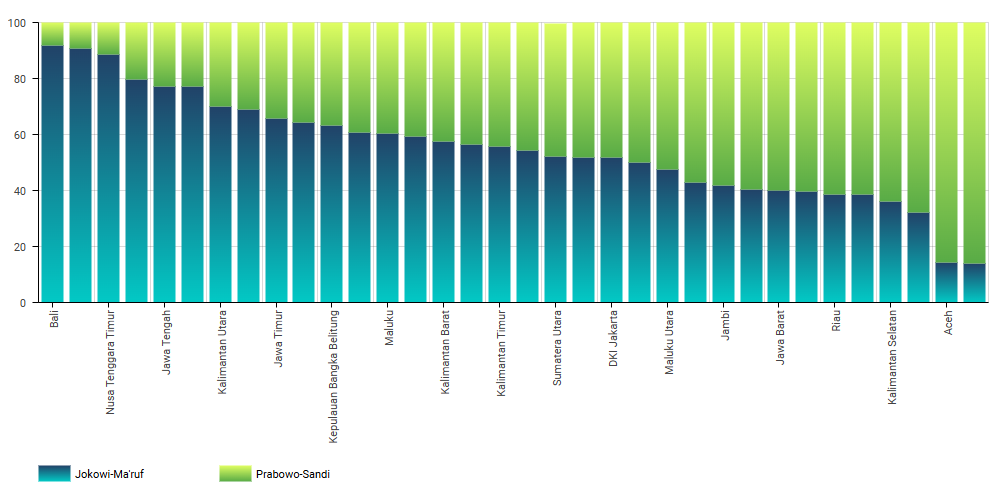 100
80
60
40
20
0
Bali
Nusa Tenggara Timur
Jawa Tengah
Kalimantan Utara
Jawa Timur
Kepulauan Bangka Belitung
Maluku
Kalimantan Barat
Kalimantan Timur
Sumatera Utara
DKI Jakarta
Maluku Utara
Jambi
Jawa Barat
Riau
Kalimantan Selatan
Aceh
Jokowi-Ma'ruf
Prabowo-Sandi